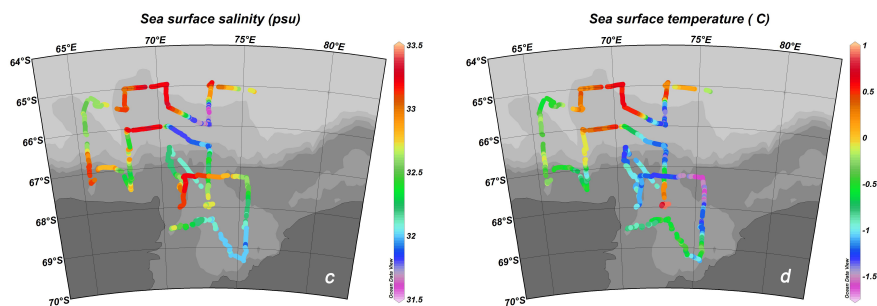 Sea surface salinity (psu)
65°E 70°E 75°E 80°E
64°S
65°S
66°S
67°S
68°S
69°S
70°S
33.5
33
32.5
32
31.5
Ocean Data View
c
Sea surface temperature ( C)
65°E 70°E 75°E 80°E
64°S
65°S
66°S
67°S
68°S
69°S
70°S
1
0.5
0
-0.5
-1
-1.5
Ocean Data View
d